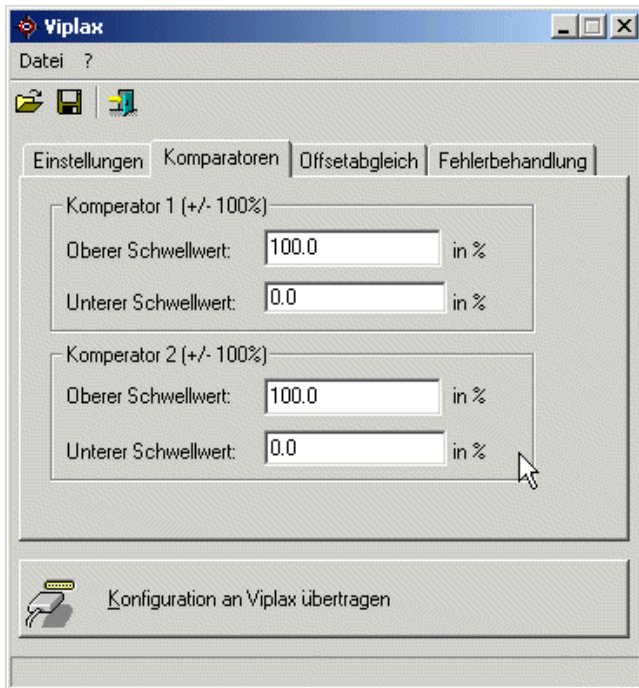 Viplax
Datei ?
Einstellungen Komparatoren Offsetabgleich Fehlerbehandlung
Komperator 1 (+/- 100%)
Oberer Schwellwert: 100.0 in %
Unterer Schwellwert: 0.0 in %
Komperator 2 (+/- 100%)
Oberer Schwellwert: 100.0 in %
Unterer Schwellwert: 0.0 in %
Konfiguration an Viplax übertragen